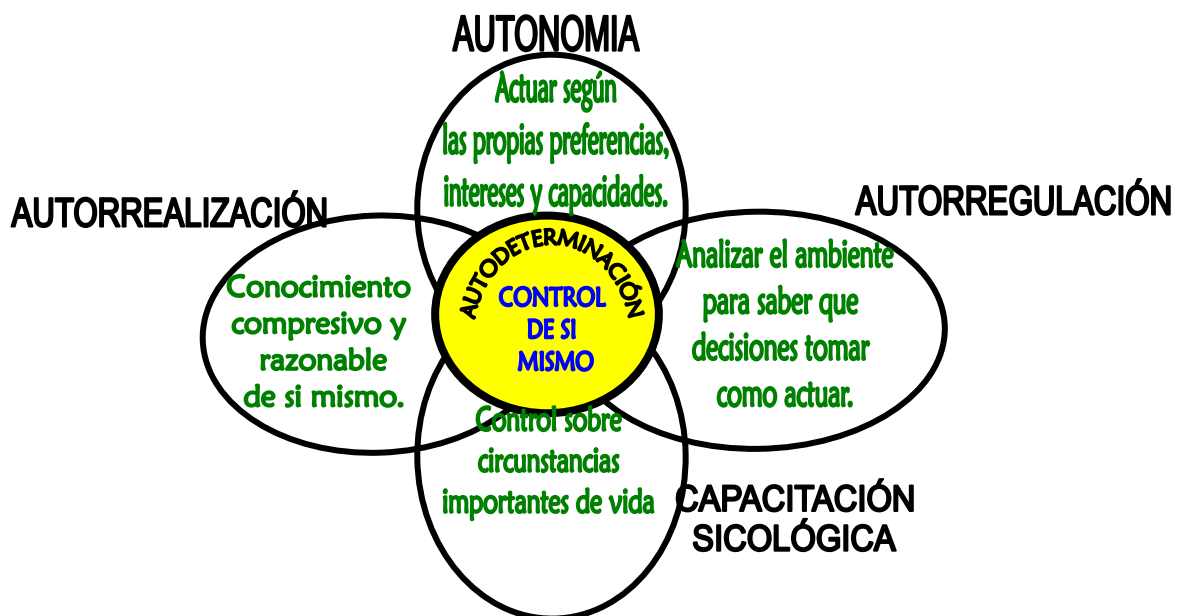 AUTONOMIA
Actuar según
las propias preferencias,
intereses y capacidades.
AUTORREALIZACIÓN
Conocimiento
compresivo y
razonable
de si mismo.
AUTODETERMINACIÓN
CONTROL
DE SI
MISMO
AUTORREGULACIÓN
Analizar el ambiente
para saber que
decisiones tomar
como actuar.
Control sobre
circunstancias
importantes de vida
CAPACITACIÓN
SICOLÓGICA